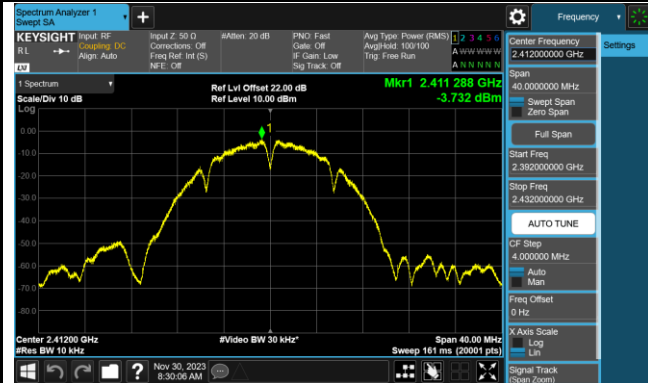 Spectrum Analyzer 1
Swept SA
Frequency
KEYSIGHT
RL
Input: RF
Coupling: DC
Align: Auto
Input Z: 50 Ω
Corrections: Off
Freq Ref: Int (S)
NFE: Off
#Atten: 20 dB
PNO: Fast
Gate: Off
IF Gain: Low
Sig Track: Off
Avg Type: Power (RMS)
Avg|Hold: 100/100
Trig: Free Run
1 2 3 4 5 6
A W W W W W
A N N N N N
LXI
1 Spectrum
Scale/Div 10 dB
Ref Lvl Offset 22.00 dB
Ref Level 10.00 dBm
Mkr1 2.411 288 GHz
-3.732 dBm
Log
1
0.00
-10.0
-20.0
-30.0
-40.0
-50.0
-60.0
-70.0
-80.0
Center 2.41200 GHz
#Res BW 10 kHz
#Video BW 30 kHz*
Span 40.00 MHz
Sweep 161 ms (20001 pts)
Nov 30, 2023
8:30:06 AM
Center Frequency
2.412000000 GHz
Settings
Span
40.0000000 MHz
Swept Span
Zero Span
Full Span
Start Freq
2.392000000 GHz
Stop Freq
2.432000000 GHz
AUTO TUNE
CF Step
4.000000 MHz
Auto
Man
Freq Offset
0 Hz
X Axis Scale
Log
Lin
Signal Track
(Span Zoom)